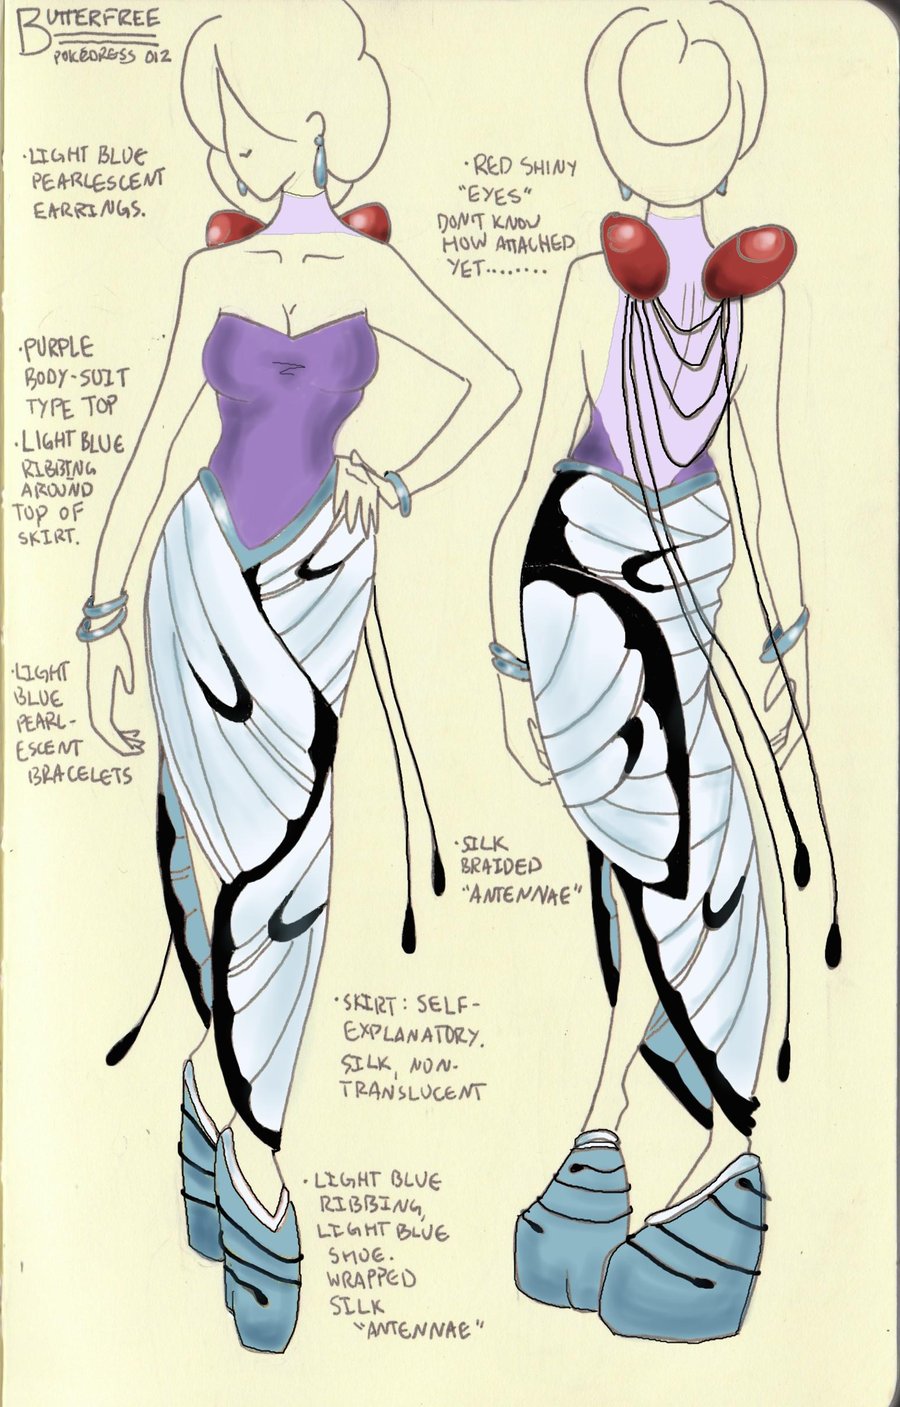 BUTTERFREE
POKÉDRESS 012
·LIGHT BLUE
PEARLESCENT
EARRINGS.
·RED SHINY
"EYES"
DON'T KNOW
HOW ATTACHED
YET........
·PURPLE
BODY-SUIT
TYPE TOP
·LIGHT BLUE
RIBBING
AROUND
TOP OF
SKIRT.
·LIGHT
BLUE
PEARL-
ESCENT
BRACELETS
·SILK
BRAIDED
"ANTENNAE"
·SKIRT: SELF-
EXPLANATORY.
SILK, NON-
TRANSLUCENT
·LIGHT BLUE
RIBBING,
LIGHT BLUE
SHOE.
WRAPPED
SILK
"ANTENNAE"